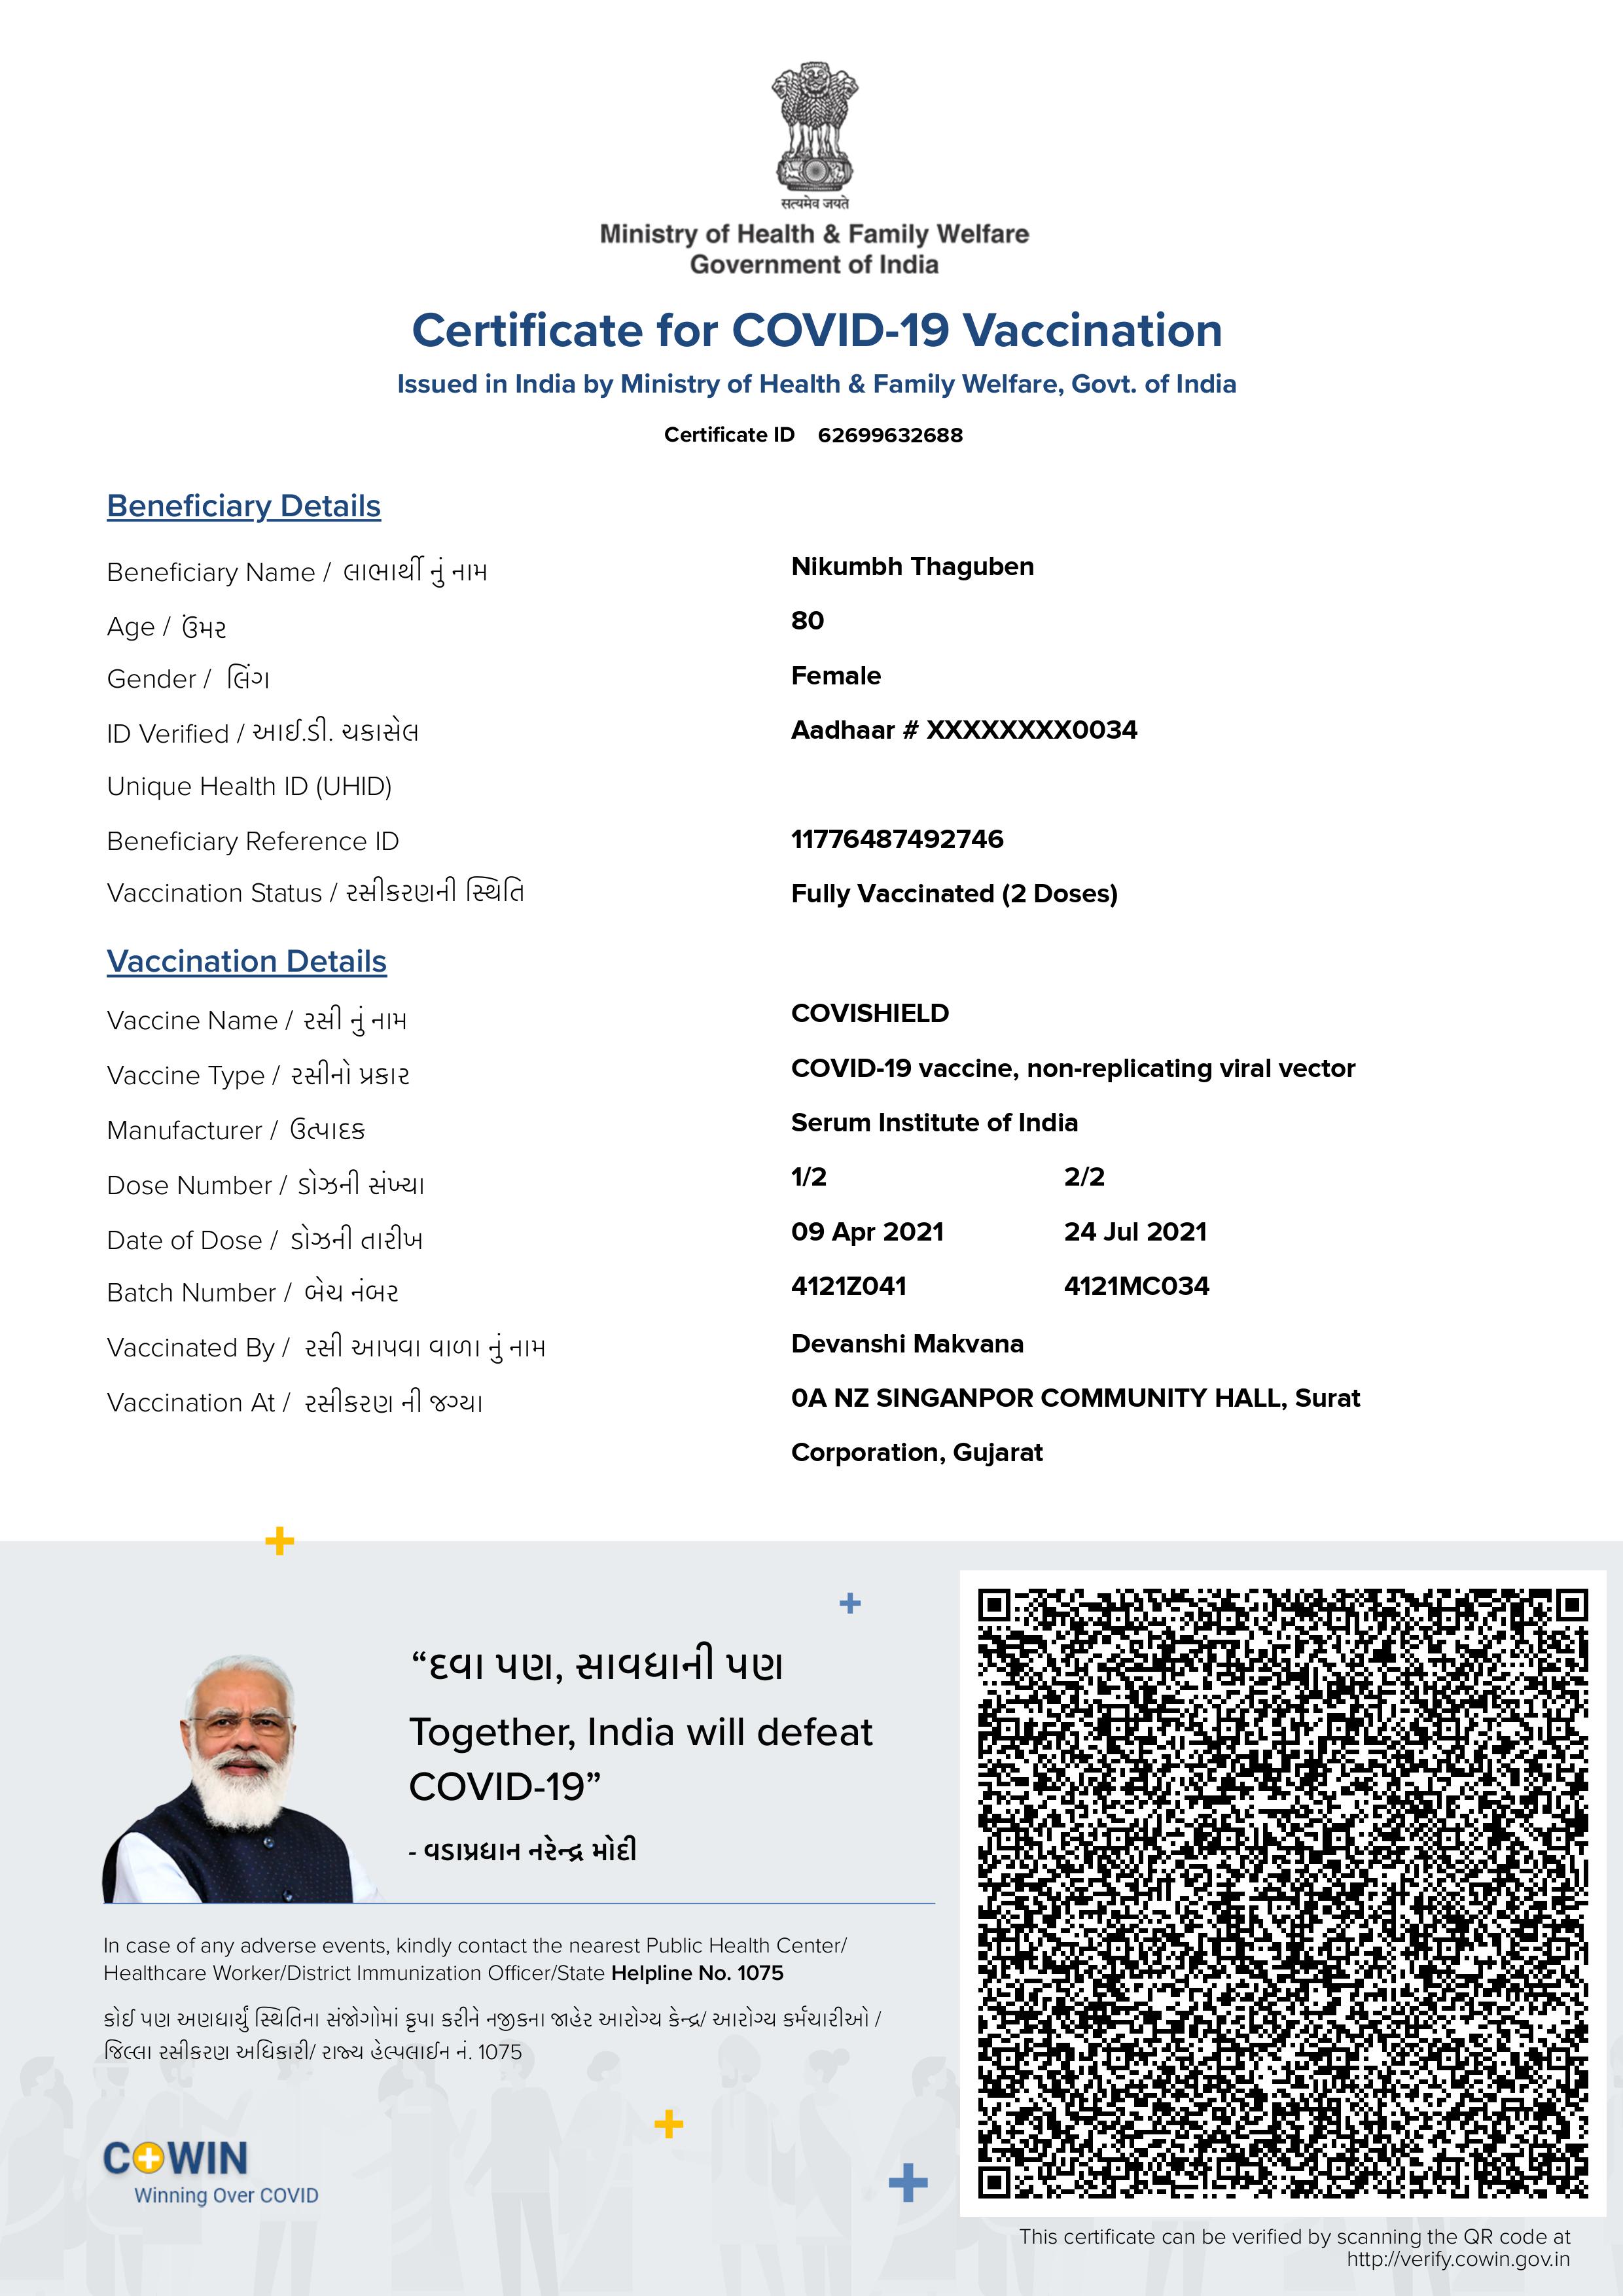 सत्यमेव जयते
Ministry of Health & Family Welfare
Government of India
Certificate for COVID-19 Vaccination
Issued in India by Ministry of Health & Family Welfare, Govt. of India
Certificate ID 62699632688
Beneficiary Details
Beneficiary Name / લાભાર્થી નું નામ Nikumbh Thaguben
Age / ઉંમર 80
Gender / લિંગ Female
ID Verified / આઈ.ડી. ચકાસેલ Aadhaar # XXXXXXXX0034
Unique Health ID (UHID)
Beneficiary Reference ID 11776487492746
Vaccination Status / રસીકરણની સ્થિતિ Fully Vaccinated (2 Doses)
Vaccination Details
Vaccine Name / રસી નું નામ COVISHIELD
Vaccine Type / રસીનો પ્રકાર COVID-19 vaccine, non-replicating viral vector
Manufacturer / ઉત્પાદક Serum Institute of India
Dose Number / ડોઝની સંખ્યા 1/2 2/2
Date of Dose / ડોઝની તારીખ 09 Apr 2021 24 Jul 2021
Batch Number / બેચ નંબર 4121Z041 4121MC034
Vaccinated By / રસી આપવા વાળા નું નામ Devanshi Makvana
Vaccination At / રસીકરણ ની જગ્યા 0A NZ SINGANPOR COMMUNITY HALL, Surat
Corporation, Gujarat
“દવા પણ, સાવધાની પણ
Together, India will defeat
COVID-19”
- વડાપ્રધાન નરેન્દ્ર મોદી
In case of any adverse events, kindly contact the nearest Public Health Center/
Healthcare Worker/District Immunization Officer/State Helpline No. 1075
કોઈ પણ અણધાર્યું સ્થિતિના સંજોગોમાં કૃપા કરીને નજીકના જાહેર આરોગ્ય કેન્દ્ર/ આરોગ્ય કર્મચારીઓ /
જિલ્લા રસીકરણ અધિકારી/ રાજ્ય હેલ્પલાઈન નં. 1075
COWIN
Winning Over COVID
This certificate can be verified by scanning the QR code at
http://verify.cowin.gov.in